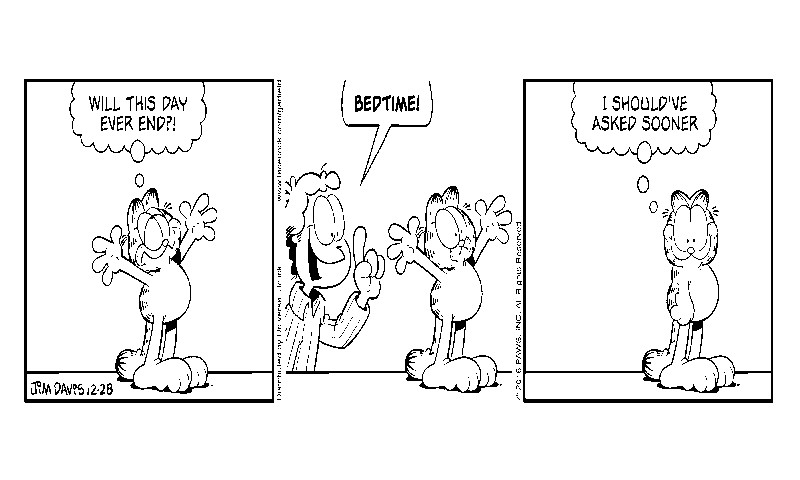 WILL THIS DAY
EVER END?!
JIM DAVIS 12-28
BEDTIME!
I SHOULD'VE
ASKED SOONER
PAWS, INC. All Rights Reserved